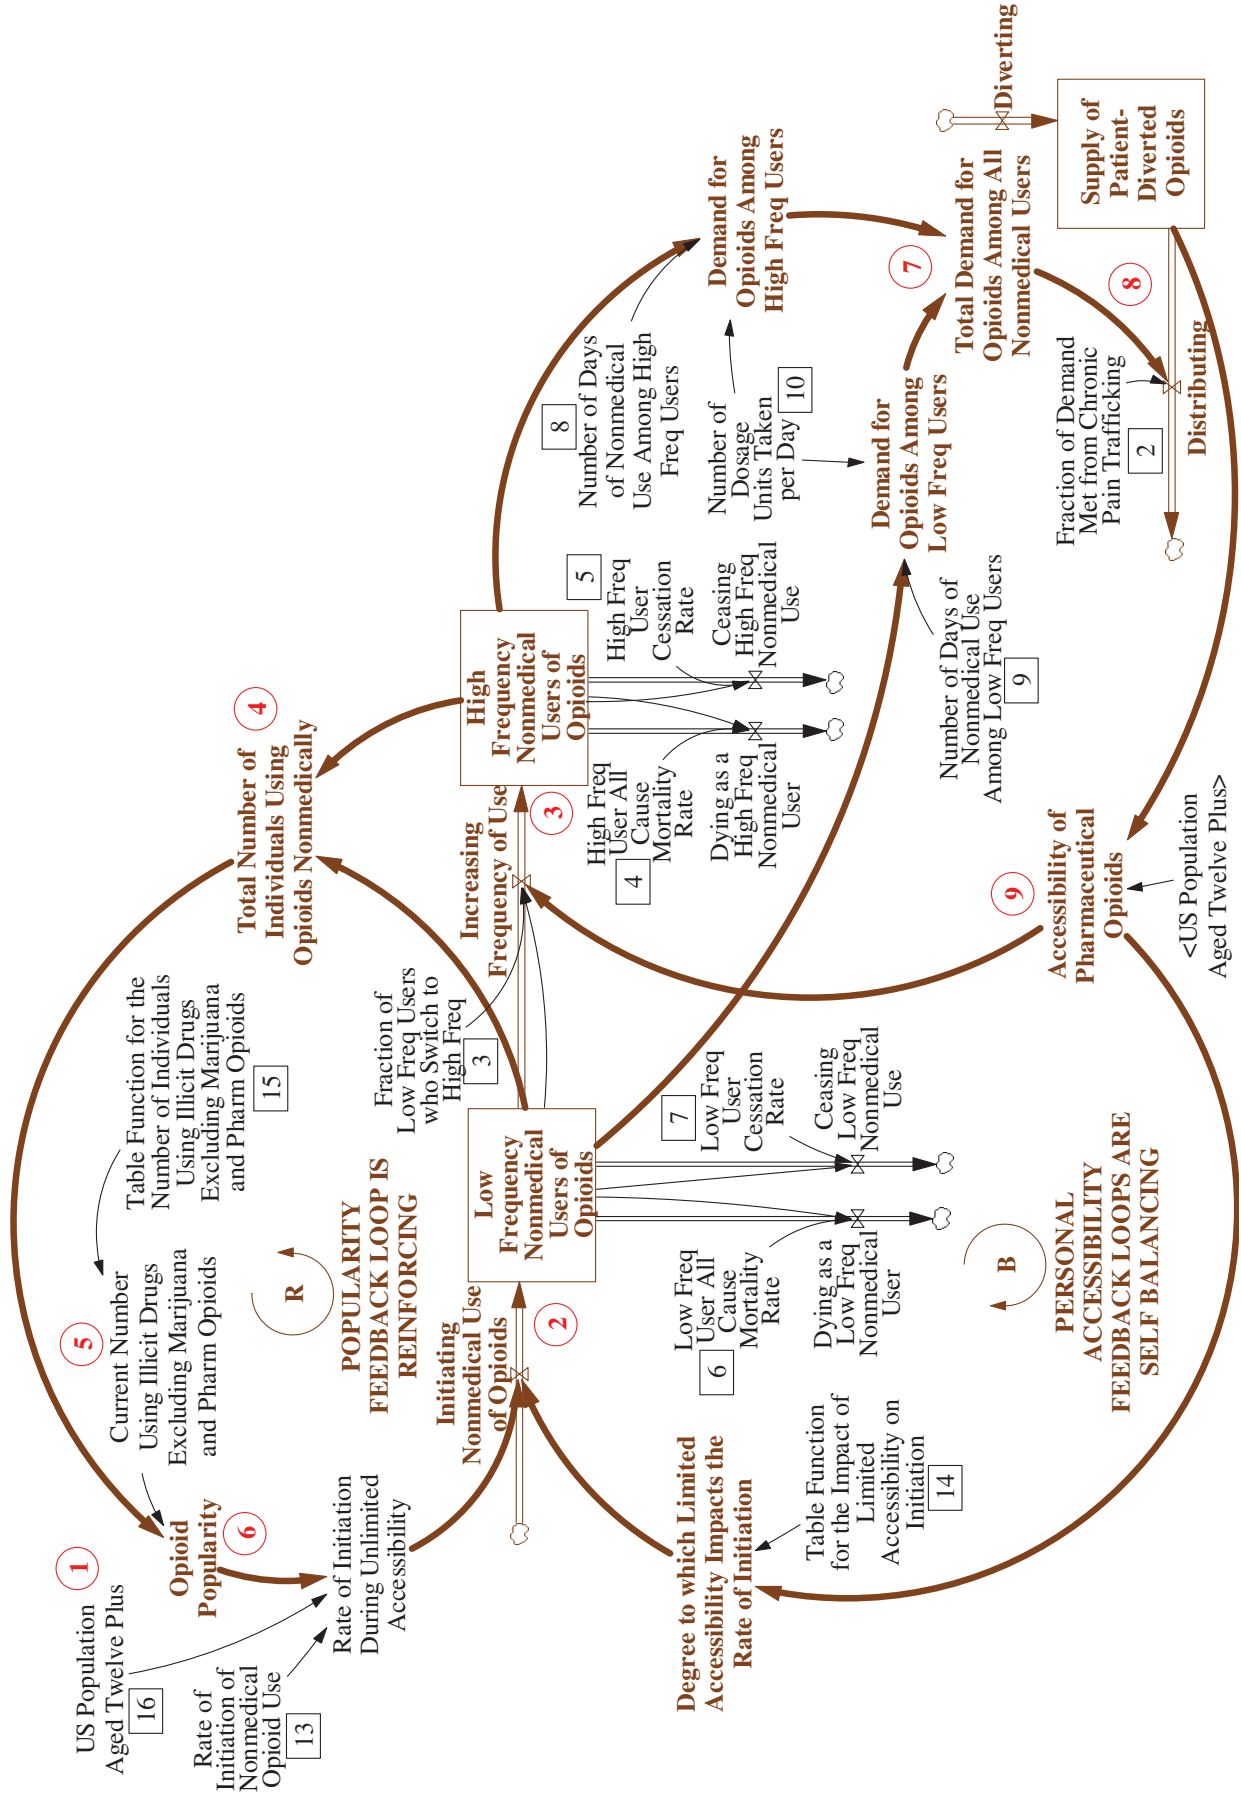 US Population
Aged Twelve Plus
16
1
Rate of
Initiation of
Nonmedical
Opioid Use
13
Opioid
Popularity
6
Rate of Initiation
During Unlimited
Accessibility
5
Current Number
Using Illicit Drugs
Excluding Marijuana
and Pharm Opioids
Table Function for the
Number of Individuals
Using Illicit Drugs
Excluding Marijuana
and Pharm Opioids
15
R
POPULARITY
FEEDBACK LOOP IS
REINFORCING
Total Number of
Individuals Using
Opioids Nonmedically
4
Initiating
Nonmedical Use
of Opioids
2
Low
Frequency
Nonmedical
Users of
Opioids
Fraction of
Low Freq Users
who Switch to
High Freq
3
Increasing
Frequency of Use
3
High
Frequency
Nonmedical
Users of
Opioids
High Freq
User All
Cause
Mortality
Rate
4
Dying as a
High Freq
Nonmedical
User
5
High Freq
User
Cessation
Rate
Ceasing
High Freq
Nonmedical
Use
8
Number of Days
of Nonmedical
Use Among High
Freq Users
Demand for
Opioids Among
High Freq Users
Number of
Dosage
Units Taken
per Day
10
Degree to which Limited
Accessibility Impacts the
Rate of Initiation
Table Function
for the Impact of
Limited
Accessibility on
Initiation
14
Low Freq
User All
Cause
Mortality
Rate
6
Dying as a
Low Freq
Nonmedical
User
7
Low Freq
User
Cessation
Rate
Ceasing
Low Freq
Nonmedical
Use
Demand for
Opioids Among
Low Freq Users
Number of Days of
Nonmedical Use
Among Low Freq Users
9
7
Total Demand for
Opioids Among All
Nonmedical Users
Diverting
Supply of
Patient-
Diverted
Opioids
8
Fraction of Demand
Met from Chronic
Pain Trafficking
2
Distributing
B
PERSONAL
ACCESSIBILITY
FEEDBACK LOOPS ARE
SELF BALANCING
9
Accessibility of
Pharmaceutical
Opioids
<US Population
Aged Twelve Plus>